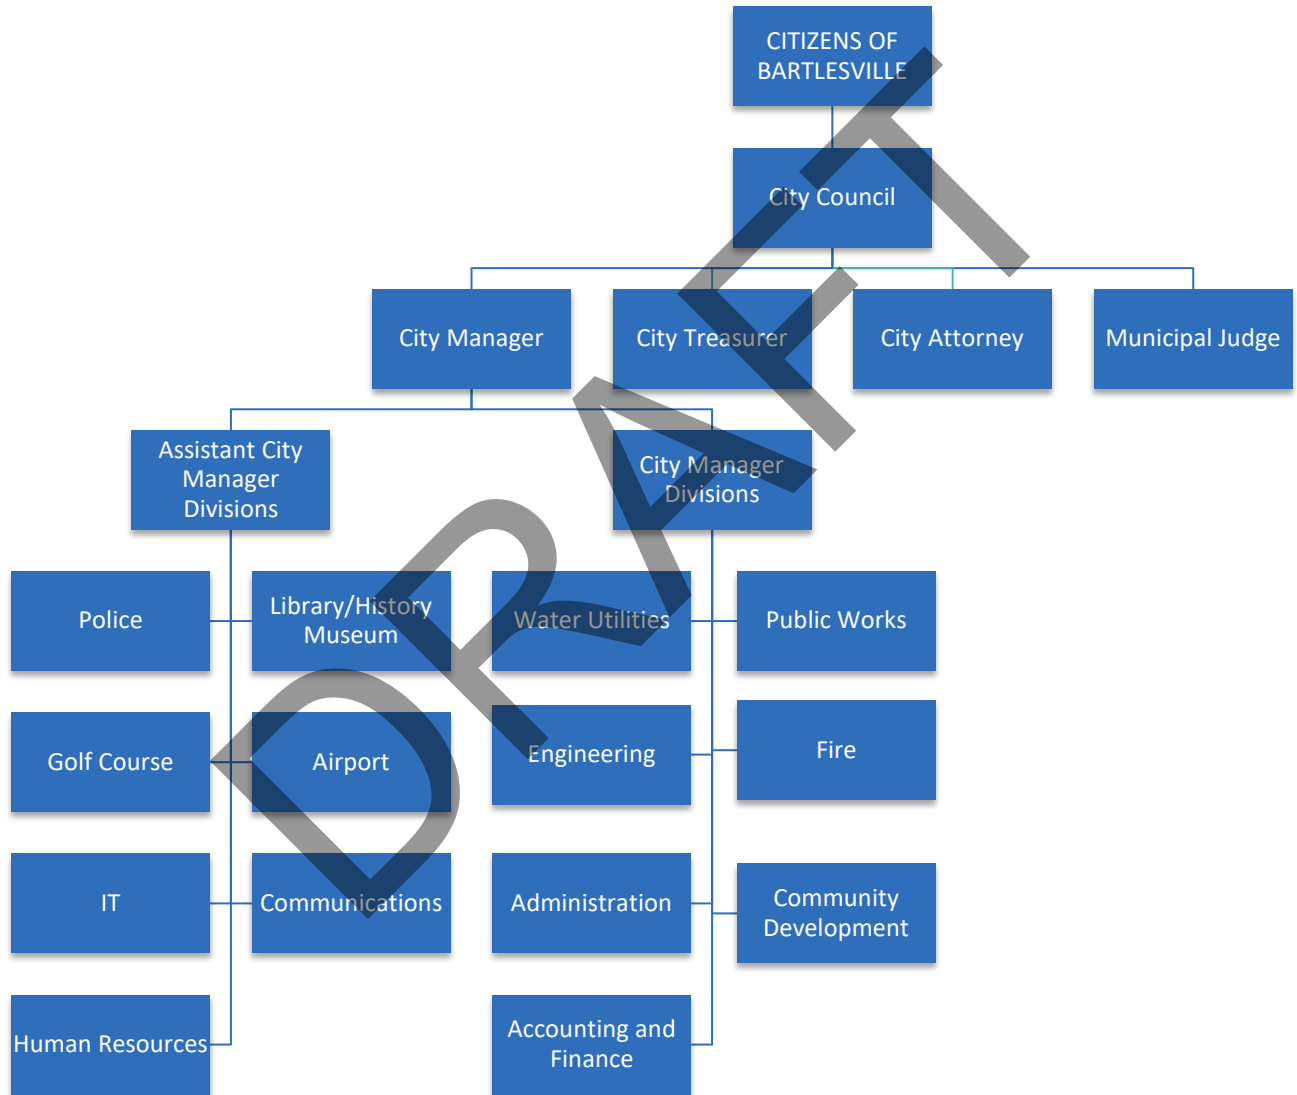 CITIZENS OF
BARTLESVILLE
City Council
City Manager
City Treasurer
City Attorney
Municipal Judge
Assistant City
Manager
Divisions
City Manager
Divisions
Police
Library/History
Museum
Water Utilities
Public Works
Golf Course
Airport
Engineering
Fire
IT
Communications
Administration
Community
Development
Human Resources
Accounting and
Finance
DRAFT